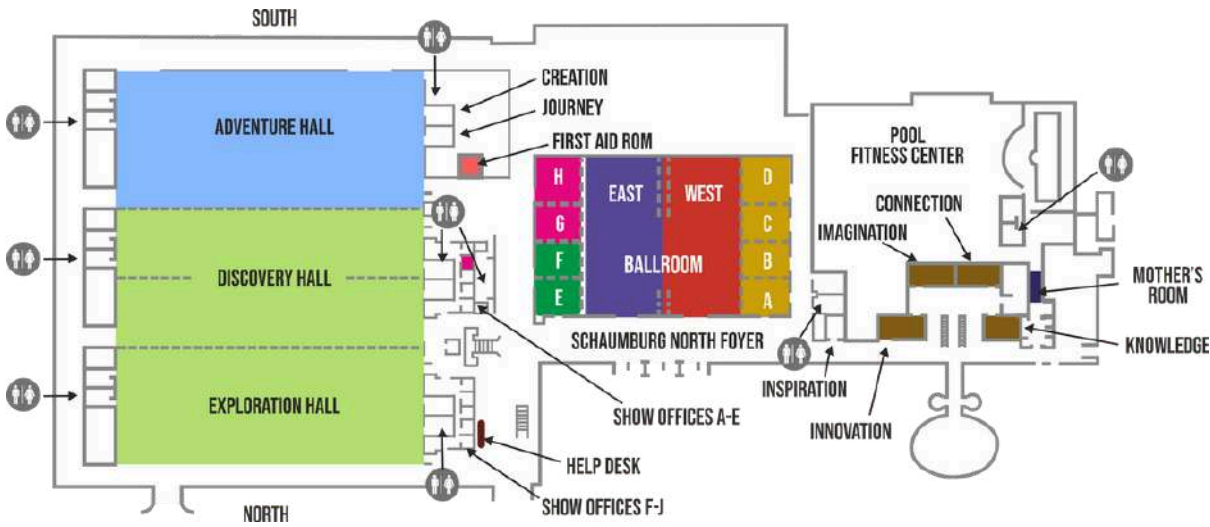 SOUTH
CREATION
JOURNEY
FIRST AID ROM
ADVENTURE HALL
DISCOVERY HALL
EXPLORATION HALL
H
G
F
E
EAST
WEST
BALLROOM
D
C
B
A
SCHAUMBURG NORTH FOYER
POOL
FITNESS CENTER
CONNECTION
IMAGINATION
MOTHER'S
ROOM
KNOWLEDGE
INSPIRATION
INNOVATION
SHOW OFFICES A-E
HELP DESK
SHOW OFFICES F-J
NORTH